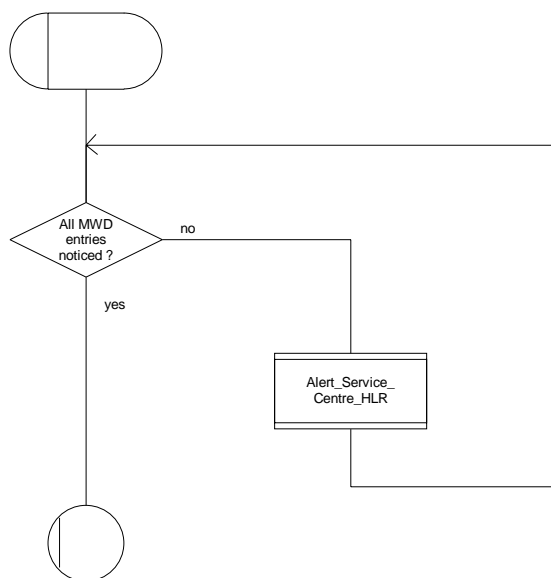 All MWD
entries
noticed ?
no
yes
Alert_Service_
Centre_HLR